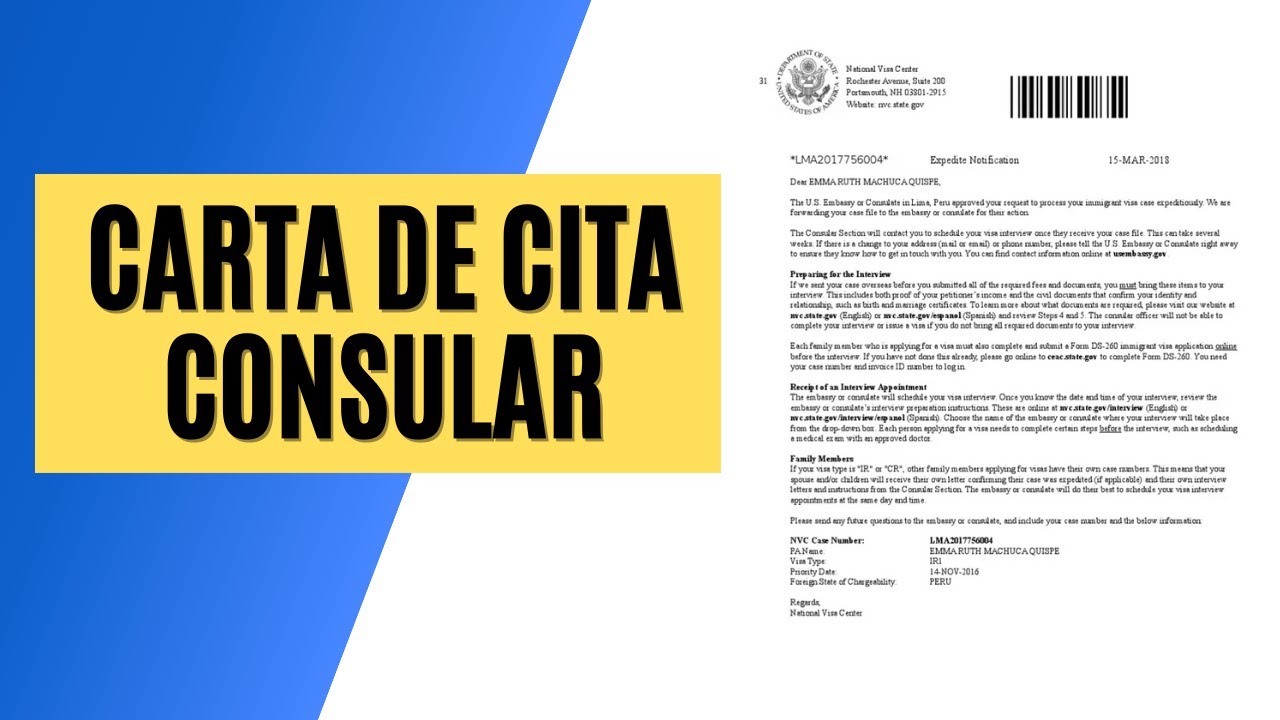 CARTA DE CITA
CONSULAR
31
DEPARTMENT OF STATE
UNITED STATES OF AMERICA
National Visa Center
Rochester Avenue, Suite 200
Portsmouth, NH 03801-2915
Website: nvc.state.gov
*LMA2017756004* Expedite Notification 15-MAR-2018
Dear EMMA RUTH MACHUCA QUISPE,
The U.S. Embassy or Consulate in Lima, Peru approved your request to process your immigrant visa case expeditiously. We are
forwarding your case file to the embassy or consulate for their action.
The Consular Section will contact you to schedule your visa interview once they receive your case file. This can take several
weeks. If there is a change to your address (mail or email) or phone number, please tell the U.S. Embassy or Consulate right away
to ensure they know how to get in touch with you. You can find contact information online at usembassy.gov.
Preparing for the Interview
If we sent your case overseas before you submitted all of the required fees and documents, you must bring these items to your
interview. This includes both proof of your petitioner's income and the civil documents that confirm your identity and
relationship, such as birth and marriage certificates. To learn more about what documents are required, please visit our website at
nvc.state.gov (English) or nvc.state.gov/espanol (Spanish) and review Steps 4 and 5. The consular officer will not be able to
complete your interview or issue a visa if you do not bring all required documents to your interview.
Each family member who is applying for a visa must also complete and submit a Form DS-260 immigrant visa application online
before the interview. If you have not done this already, please go online to ceac.state.gov to complete Form DS-260. You need
your case number and invoice ID number to log in.
Receipt of an Interview Appointment
The embassy or consulate will schedule your visa interview. Once you know the date and time of your interview, review the
embassy or consulate's interview preparation instructions. These are online at nvc.state.gov/interview (English) or
nvc.state.gov/interview/espanol (Spanish). Choose the name of the embassy or consulate where your interview will take place
from the drop-down box. Each person applying for a visa needs to complete certain steps before the interview, such as scheduling
a medical exam with an approved doctor.
Family Members
If your visa type is "IR" or "CR", other family members applying for visas have their own case numbers. This means that your
spouse and/or children will receive their own letter confirming their case was expedited (if applicable) and their own interview
letters and instructions from the Consular Section. The embassy or consulate will do their best to schedule your visa interview
appointments at the same day and time.
Please send any future questions to the embassy or consulate, and include your case number and the below information:
NVC Case Number: LMA2017756004
PA Name: EMMA RUTH MACHUCA QUISPE
Visa Type: IR1
Priority Date: 14-NOV-2016
Foreign State of Chargeability: PERU
Regards,
National Visa Center